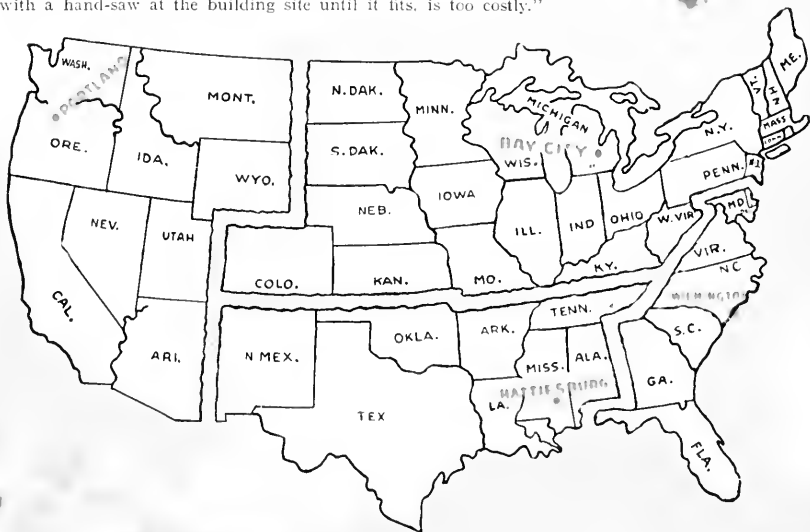 with a hand-saw at the building site until it fits, is too costly."
WASH.
PORTLAND
MONT.
N.DAK.
MINN.
MICHIGAN
ME.
VT.
N.H.
MASS
CONN
ORE.
IDA.
S.DAK.
WIS.
BAY CITY
N.Y.
WYO.
PENN.
#1
NEV.
UTAH
NEB.
IOWA
ILL.
IND
OHIO
W.VIR
MD.
VIR.
CAL.
COLO.
KAN.
MO.
KY.
N C
WILMINGTON
ARI.
N MEX.
OKLA.
ARK.
TENN.
S.C.
TEX
LA.
MISS.
ALA.
GA.
HATTIESBURG
FLA.